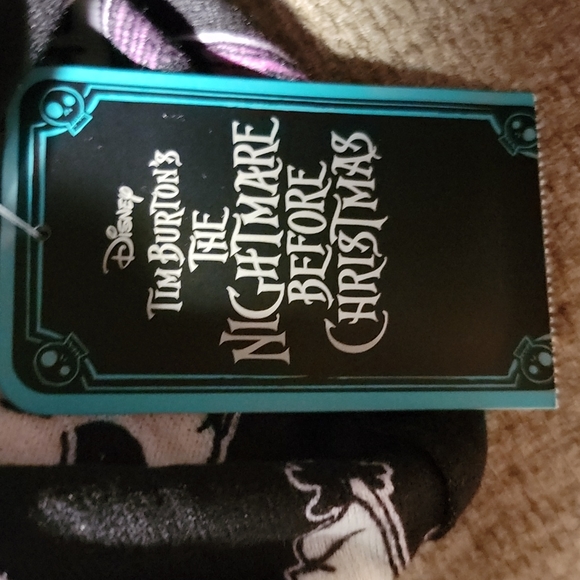 Disney
TIM BURTON'S
THE
NIGHTMARE
BEFORE
CHRISTMAS